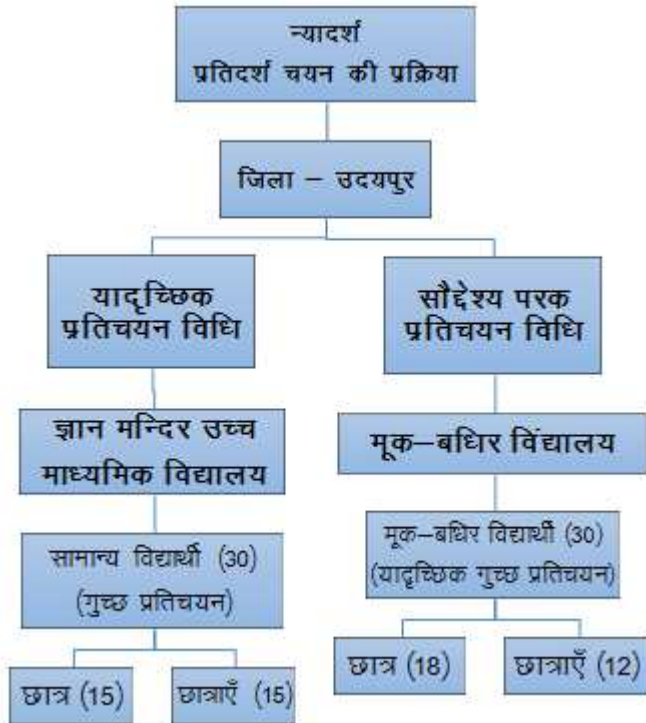 न्यादर्श
प्रतिदर्श चयन की प्रक्रिया
जिला – उदयपुर
यादृच्छिक
प्रतिचयन विधि
सौद्देश्य परक
प्रतिचयन विधि
ज्ञान मन्दिर उच्च
माध्यमिक विद्यालय
मूक–बधिर विंद्यालय
सामान्य विद्यार्थी (30)
(गुच्छ प्रतिचयन)
मूक–बधिर विद्यार्थी (30)
(यादृच्छिक गुच्छ प्रतिचयन)
छात्र (15)
छात्राएँ (15)
छात्र (18)
छात्राएँ (12)